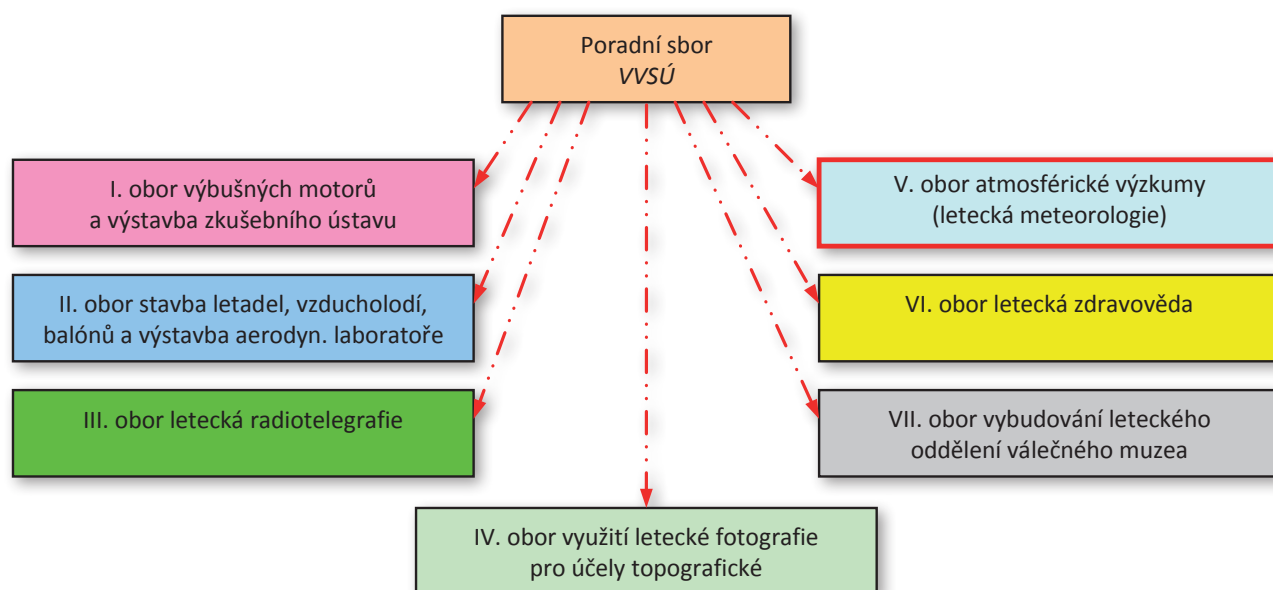 Poradní sbor
VVSÚ
I. obor výbušných motorů
a výstavba zkušebního ústavu
II. obor stavba letadel, vzducholodí,
balónů a výstavba aerodyn. laboratoře
III. obor letecká radiotelegrafie
IV. obor využití letecké fotografie
pro účely topografické
V. obor atmosférické výzkumy
(letecká meteorologie)
VI. obor letecká zdravověda
VII. obor vybudování leteckého
oddělení válečného muzea